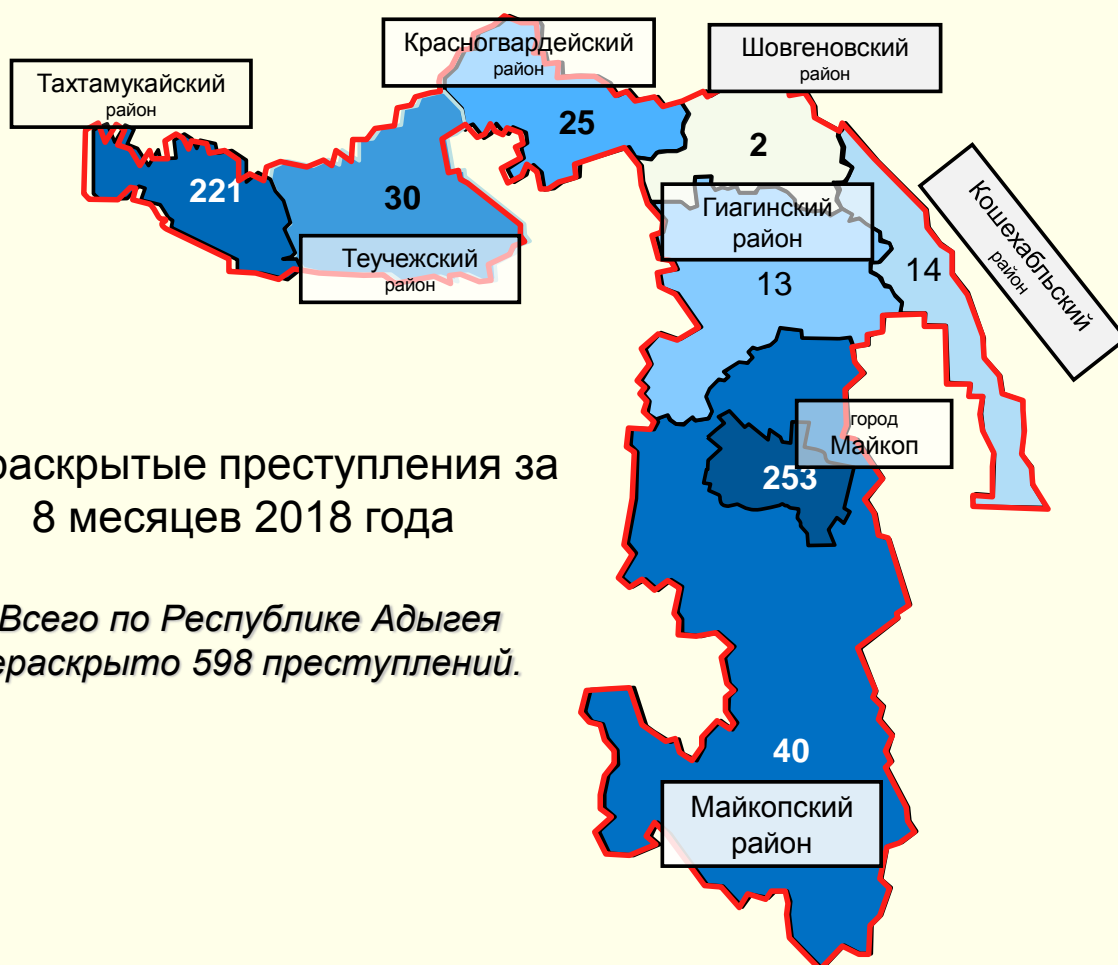 Красногвардейский
район
Шовгеновский
район
Тахтамукайский
район
25
2
221
30
Кошехабльский
район
Гиагинский
район
Теучежский
район
14
13
город
Майкоп
253
раскрытые преступления за
8 месяцев 2018 года
Всего по Республике Адыгея
ераскрыто 598 преступлений.
40
Майкопский
район